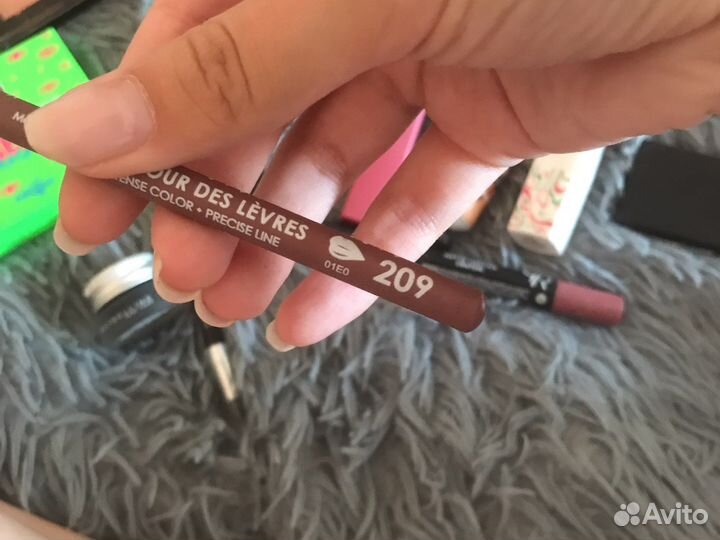 OUR DES LÈVRES
ENSE COLOR • PRECISE LINE
01E0
209
Avito